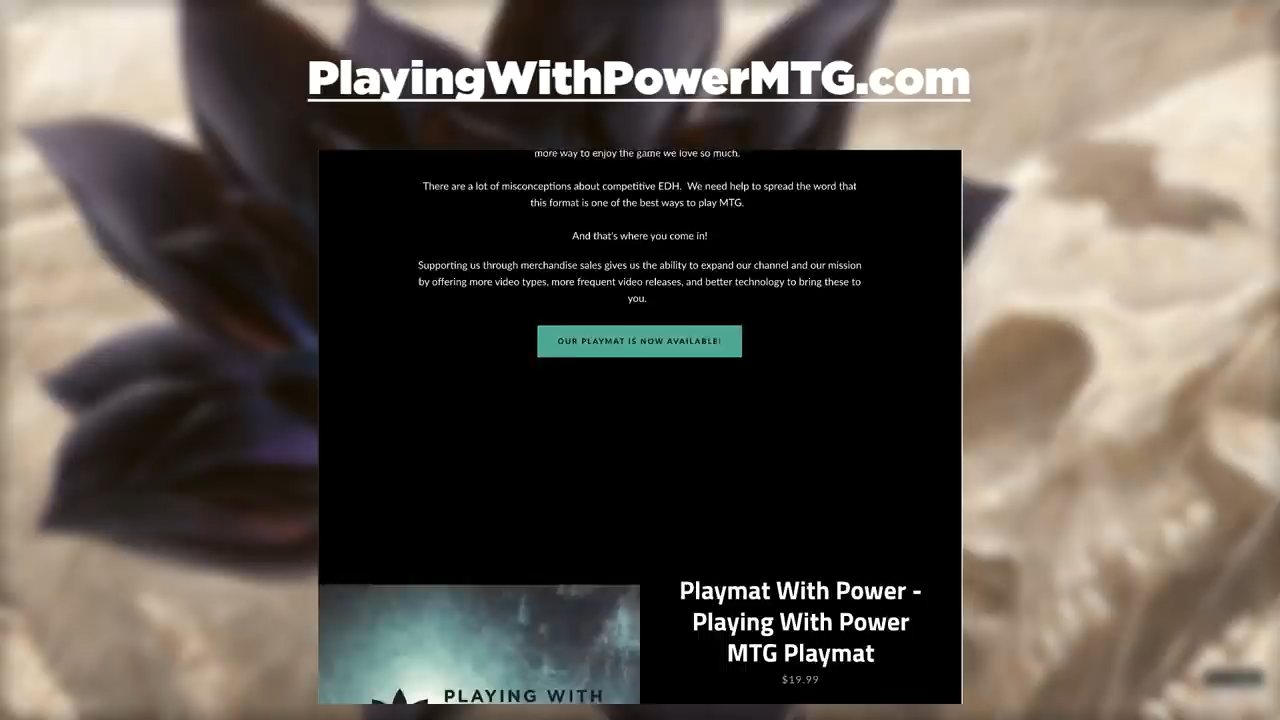 PlayingWithPowerMTG.com
more way to enjoy the game we love so much.
There are a lot of misconceptions about competitive EDH. We need help to spread the word that
this format is one of the best ways to play MTG.
And that's where you come in!
Supporting us through merchandise sales gives us the ability to expand our channel and our mission
by offering more video types, more frequent video releases, and better technology to bring these to
you.
OUR PLAYMAT IS NOW AVAILABLE!
Playmat With Power -
Playing With Power
MTG Playmat
$19.99
PLAYING WITH